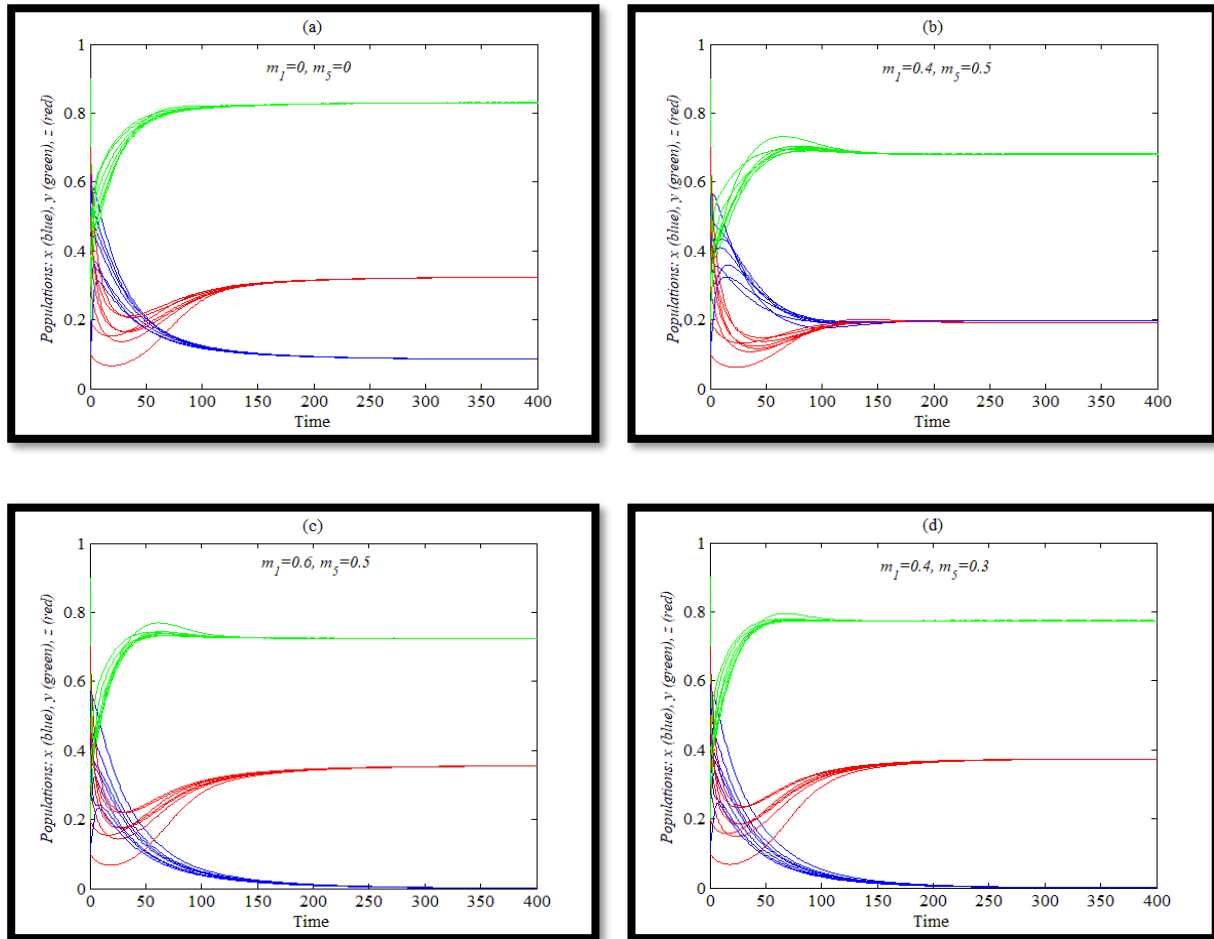 (a)
m1=0, m5=0
Populations: x (blue), y (green), z (red)
1
0.8
0.6
0.4
0.2
0
0 50 100 150 200 250 300 350 400
Time
(b)
m1=0.4, m5=0.5
Populations: x (blue), y (green), z (red)
1
0.8
0.6
0.4
0.2
0
0 50 100 150 200 250 300 350 400
Time
(c)
m1=0.6, m5=0.5
Populations: x (blue), y (green), z (red)
1
0.8
0.6
0.4
0.2
0
0 50 100 150 200 250 300 350 400
Time
(d)
m1=0.4, m5=0.3
Populations: x (blue), y (green), z (red)
1
0.8
0.6
0.4
0.2
0
0 50 100 150 200 250 300 350 400
Time